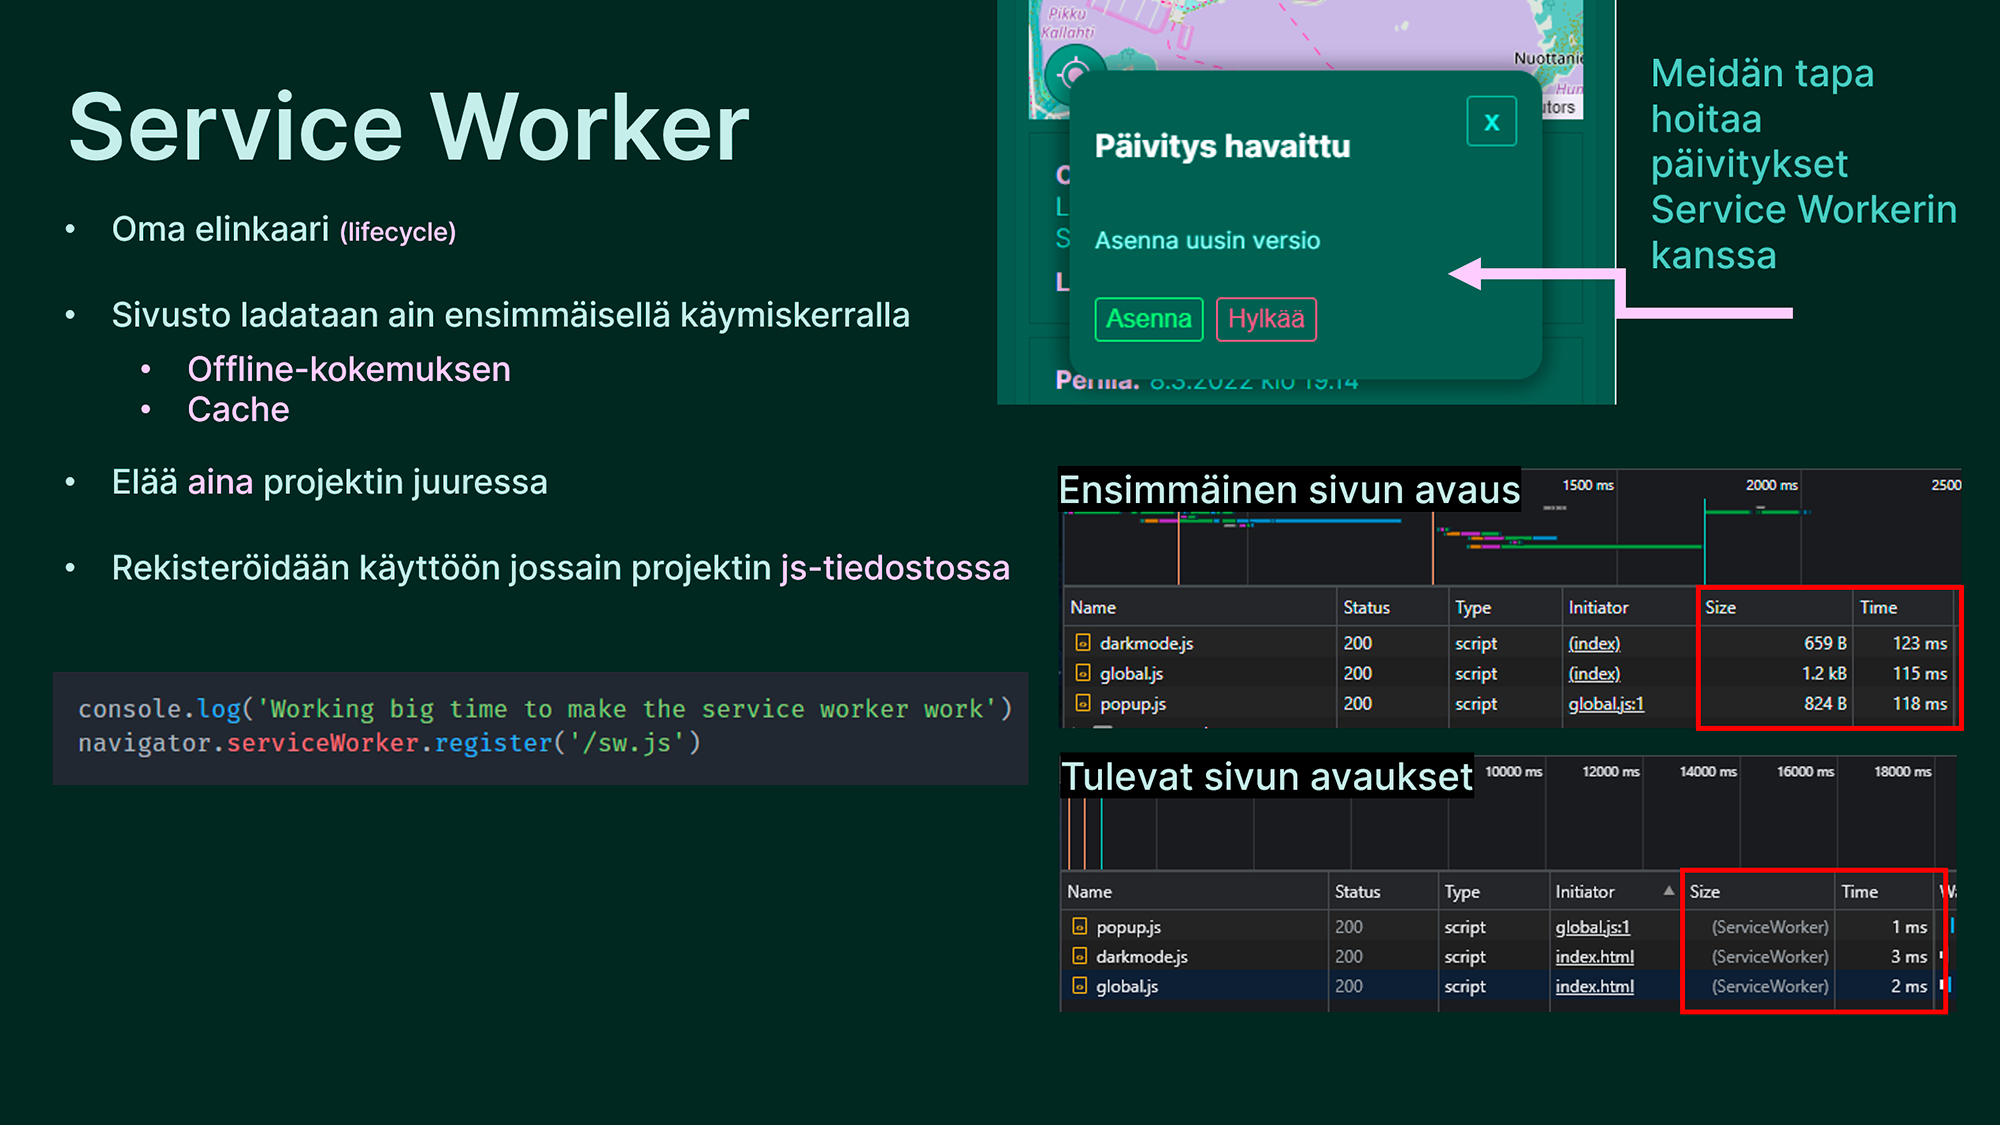 Service Worker
• Oma elinkaari (lifecycle)
• Sivusto ladataan ain ensimmäisellä käymiskerralla
• Offline-kokemuksen
• Cache
• Elää aina projektin juuressa
• Rekisteröidään käyttöön jossain projektin js-tiedostossa
console.log('Working big time to make the service worker work')
navigator.serviceWorker.register('/sw.js')
Pikku
Kallahti
Nuottanie
Hun
utors
Päivitys havaittu
x
Asenna uusin versio
Asenna Hylkää
L
S
L
Perillä: 8.3.2022 klo 19.14
Meidän tapa
hoitaa
päivitykset
Service Workerin
kanssa
Ensimmäinen sivun avaus
1500 ms 2000 ms 2500
Name Status Type Initiator Size Time
darkmode.js 200 script (index) 659 B 123 ms
global.js 200 script (index) 1.2 kB 115 ms
popup.js 200 script global.js:1 824 B 118 ms
Tulevat sivun avaukset
10000 ms 12000 ms 14000 ms 16000 ms 18000 ms
Name Status Type Initiator ▲ Size Time Wa
popup.js 200 script global.js:1 (ServiceWorker) 1 ms
darkmode.js 200 script index.html (ServiceWorker) 3 ms
global.js 200 script index.html (ServiceWorker) 2 ms